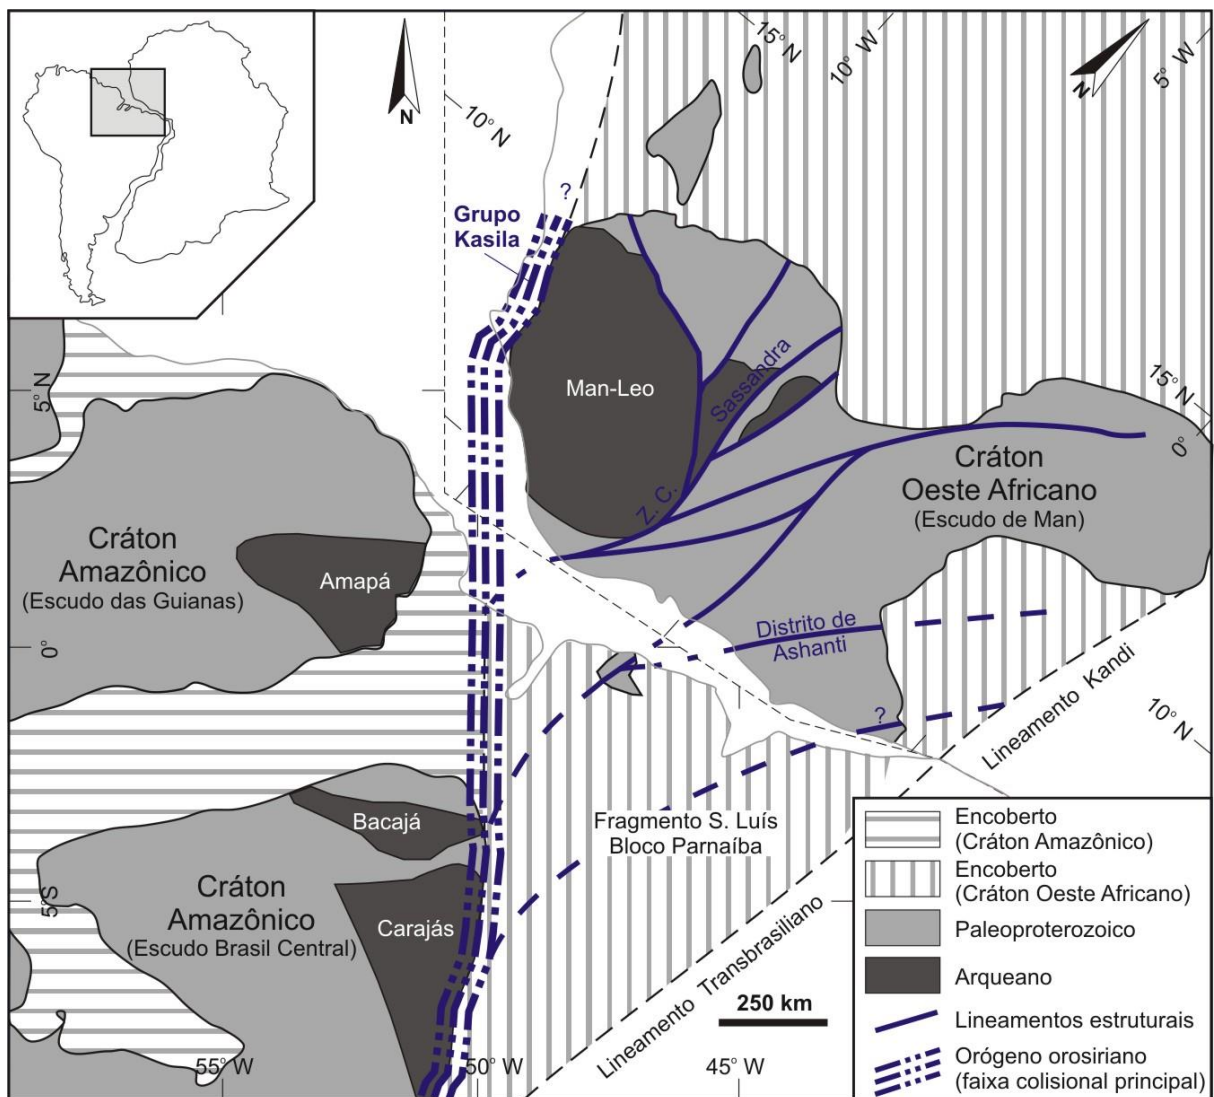 15° N
10° W
5° W
N
N
10° N
?
Grupo
Kasila
Man-Leo
Sassandra
5° N
15° N
0°
Z. C.
Cráton
Oeste Africano
(Escudo de Man)
Cráton
Amazônico
(Escudo das Guianas)
Amapá
0°
Distrito de
Ashanti
?
Lineamento Kandi
10° N
Bacajá
Fragmento S. Luís
Bloco Parnaíba
Cráton
Amazônico
(Escudo Brasil Central)
5° S
Carajás
Lineamento Transbrasiliano
250 km
55° W
50° W
45° W
Encoberto
(Cráton Amazônico)
Encoberto
(Cráton Oeste Africano)
Paleoproterozoico
Arqueano
Lineamentos estruturais
Orógeno orosiriano
(faixa colisional principal)